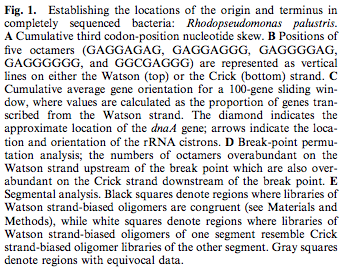 Fig. 1. Establishing the locations of the origin and terminus in
completely sequenced bacteria: Rhodopseudomonas palustris.
A Cumulative third codon-position nucleotide skew. B Positions of
five octamers (GAGGAGAG, GAGGAGGG, GAGGGGAG,
GAGGGGGG, and GGCGAGGG) are represented as vertical
lines on either the Watson (top) or the Crick (bottom) strand. C
Cumulative average gene orientation for a 100-gene sliding win-
dow, where values are calculated as the proportion of genes tran-
scribed from the Watson strand. The diamond indicates the
approximate location of the dnaA gene; arrows indicate the loca-
tion and orientation of the rRNA cistrons. D Break-point permu-
tation analysis; the numbers of octamers overabundant on the
Watson strand upstream of the break point which are also over-
abundant on the Crick strand downstream of the break point. E
Segmental analysis. Black squares denote regions where libraries of
Watson strand-biased oligomers are congruent (see Materials and
Methods), while white squares denote regions where libraries of
Watson strand-biased oligomers of one segment resemble Crick
strand-biased oligomer libraries of the other segment. Gray squares
denote regions with equivocal data.